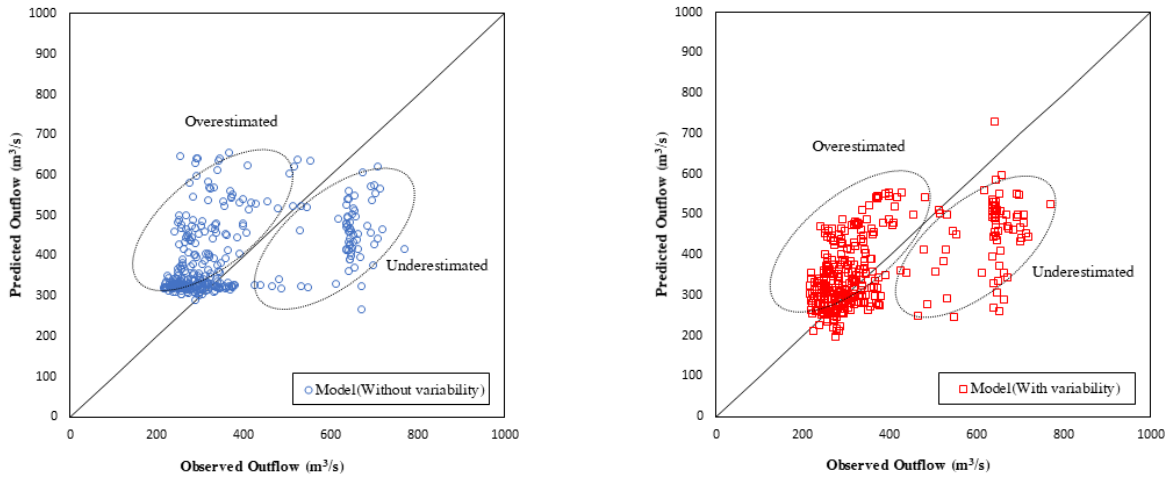 1000
900
800
700
600
500
400
300
200
100
0
0 200 400 600 800 1000
Predicted Outflow (m³/s)
Observed Outflow (m³/s)
Overestimated
Underestimated
Model(Without variability)
1000
900
800
700
600
500
400
300
200
100
0
0 200 400 600 800 1000
Predicted Outflow (m³/s)
Observed Outflow (m³/s)
Overestimated
Underestimated
Model(With variability)